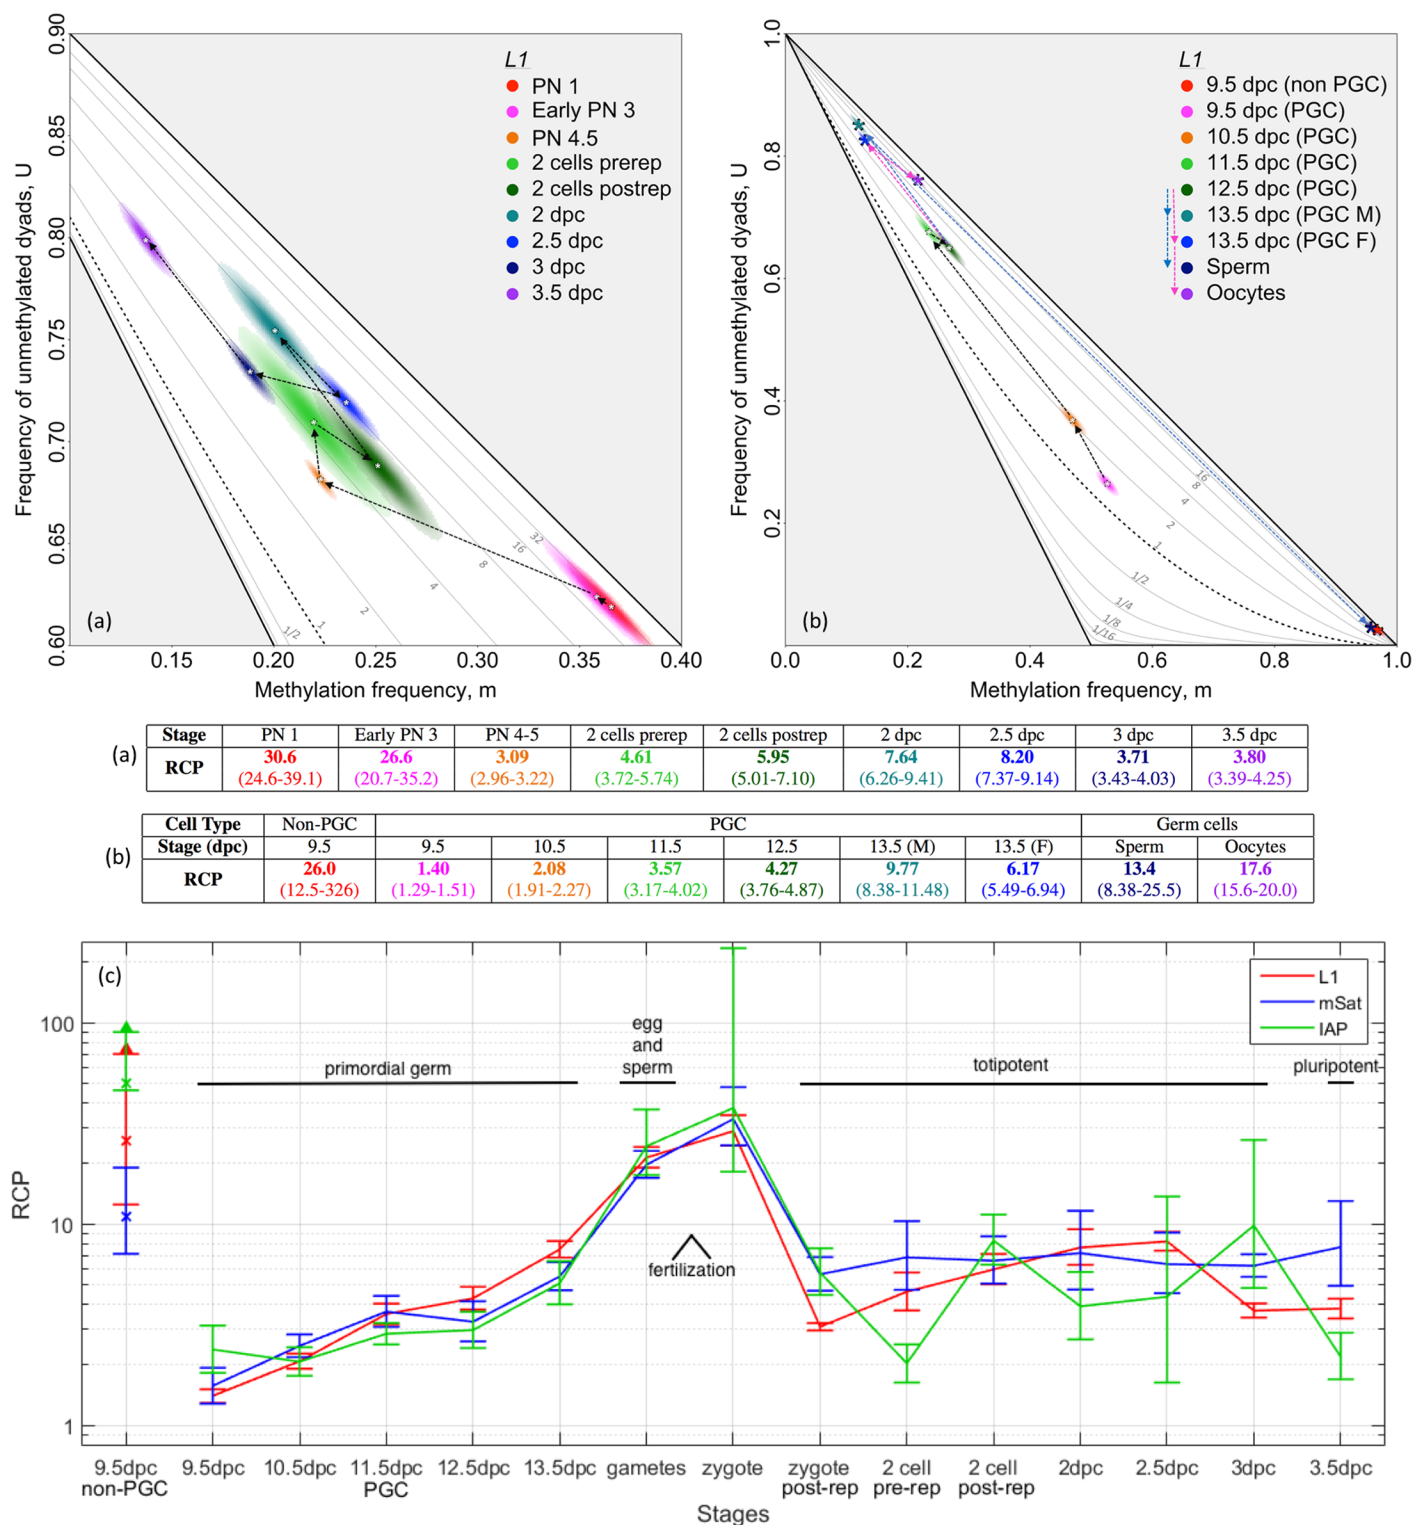 L1
PN 1
Early PN 3
PN 4.5
2 cells prerep
2 cells postrep
2 dpc
2.5 dpc
3 dpc
3.5 dpc
Frequency of unmethylated dyads, U
0.90
0.85
0.80
0.75
0.70
0.65
0.60
32
16
8
4
2
1
1/2
(a)
0.15 0.20 0.25 0.30 0.35 0.40
Methylation frequency, m
L1
9.5 dpc (non PGC)
9.5 dpc (PGC)
10.5 dpc (PGC)
11.5 dpc (PGC)
12.5 dpc (PGC)
13.5 dpc (PGC M)
13.5 dpc (PGC F)
Sperm
Oocytes
Frequency of unmethylated dyads, U
1.0
0.8
0.6
0.4
0.2
16
8
4
2
1
1/2
1/4
1/8
1/16
(b)
0.0 0.2 0.4 0.6 0.8 1.0
Methylation frequency, m
(a)
Stage PN 1 Early PN 3 PN 4-5 2 cells prerep 2 cells postrep 2 dpc 2.5 dpc 3 dpc 3.5 dpc
RCP 30.6 26.6 3.09 4.61 5.95 7.64 8.20 3.71 3.80
(24.6-39.1) (20.7-35.2) (2.96-3.22) (3.72-5.74) (5.01-7.10) (6.26-9.41) (7.37-9.14) (3.43-4.03) (3.39-4.25)
(b)
Cell Type Non-PGC PGC Germ cells
Stage (dpc) 9.5 9.5 10.5 11.5 12.5 13.5 (M) 13.5 (F) Sperm Oocytes
RCP 26.0 1.40 2.08 3.57 4.27 9.77 6.17 13.4 17.6
(12.5-326) (1.29-1.51) (1.91-2.27) (3.17-4.02) (3.76-4.87) (8.38-11.48) (5.49-6.94) (8.38-25.5) (15.6-20.0)
(c)
L1
mSat
IAP
RCP
100
10
1
primordial germ
egg
and
sperm
fertilization
totipotent
pluripotent
9.5dpc 9.5dpc 10.5dpc 11.5dpc 12.5dpc 13.5dpc gametes zygote zygote 2 cell 2 cell 2dpc 2.5dpc 3dpc 3.5dpc
non-PGC PGC post-rep pre-rep post-rep
Stages